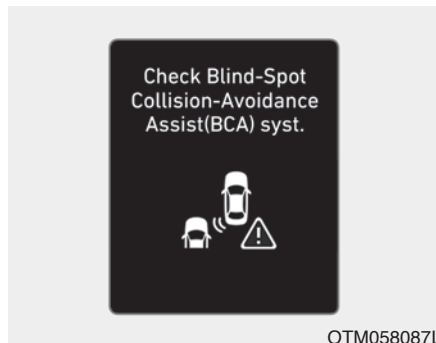 Check Blind-Spot
Collision-Avoidance
Assist(BCA) syst.
OTM058087L